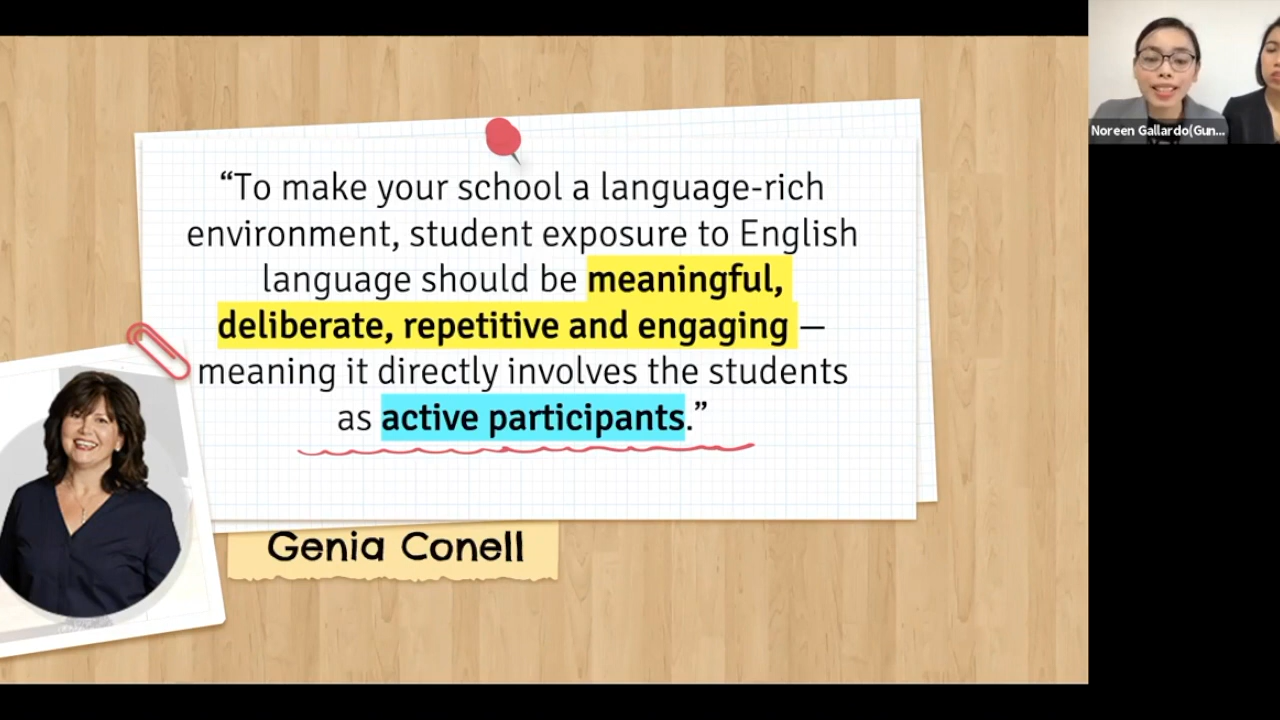 “To make your school a language-rich
environment, student exposure to English
language should be meaningful,
deliberate, repetitive and engaging —
meaning it directly involves the students
as active participants.”
Genia Conell
Noreen Gallardo(Gun...